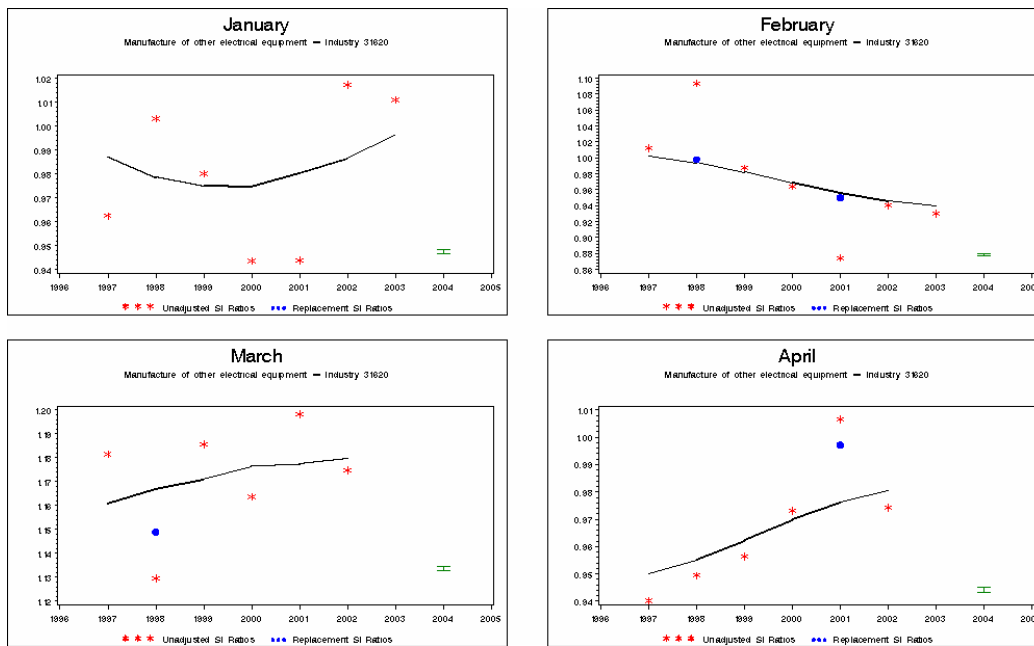 January
Manufacture of other electrical equipment — Industry 31620
1.02
1.01
1.00
0.99
0.98
0.97
0.96
0.95
0.94
1996 1997 1998 1999 2000 2001 2002 2003 2004 2005
*** Unadjusted SI Ratios ●●● Replacement SI Ratios
February
Manufacture of other electrical equipment — Industry 31620
1.10
1.08
1.06
1.04
1.02
1.00
0.98
0.96
0.94
0.92
0.90
0.88
0.86
1996 1997 1998 1999 2000 2001 2002 2003 2004
*** Unadjusted SI Ratios ●●● Replacement SI Ratios
March
Manufacture of other electrical equipment — Industry 31620
1.20
1.19
1.18
1.17
1.16
1.15
1.14
1.13
1.12
1996 1997 1998 1999 2000 2001 2002 2003 2004 2005
*** Unadjusted SI Ratios ●●● Replacement SI Ratios
April
Manufacture of other electrical equipment — Industry 31620
1.01
1.00
0.99
0.98
0.97
0.96
0.95
0.94
1996 1997 1998 1999 2000 2001 2002 2003 2004
*** Unadjusted SI Ratios ●●● Replacement SI Ratios